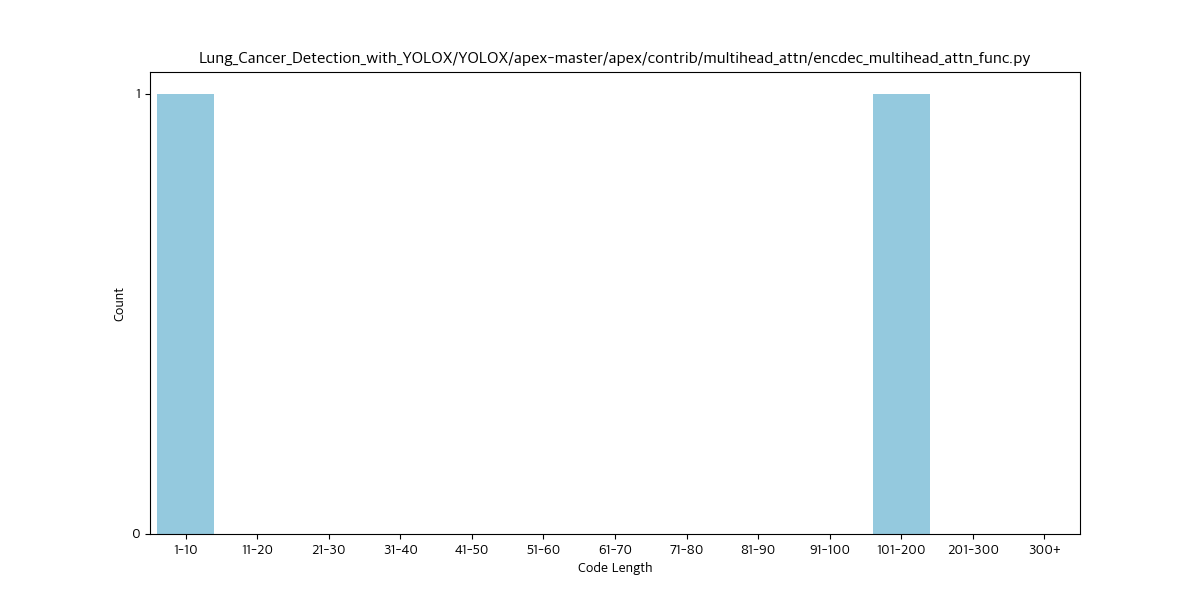 Lung_Cancer_Detection_with_YOLOX/YOLOX/apex-master/apex/contrib/multihead_attn/encdec_multihead_attn_func.py
1
Count
0
1-10 11-20 21-30 31-40 41-50 51-60 61-70 71-80 81-90 91-100 101-200 201-300 300+
Code Length